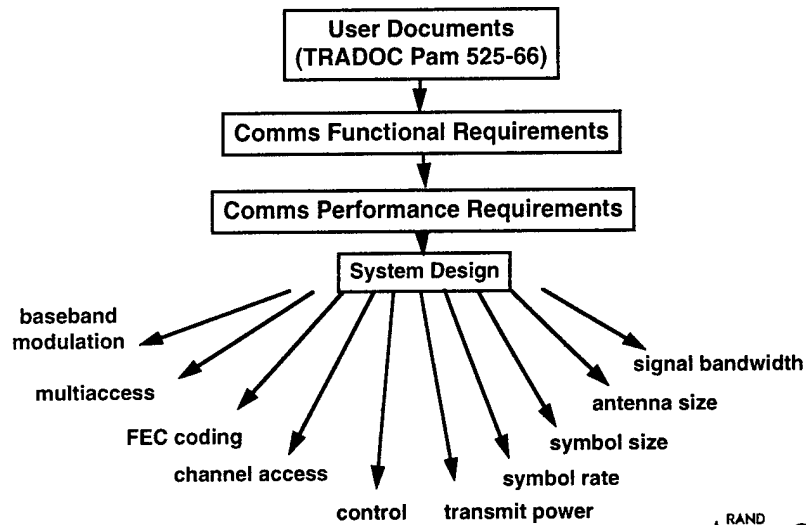 User Documents
(TRADOC Pam 525-66)
Comms Functional Requirements
Comms Performance Requirements
System Design
baseband
modulation
multiaccess
FEC coding
channel access
control
transmit power
symbol rate
symbol size
antenna size
signal bandwidth
RAND